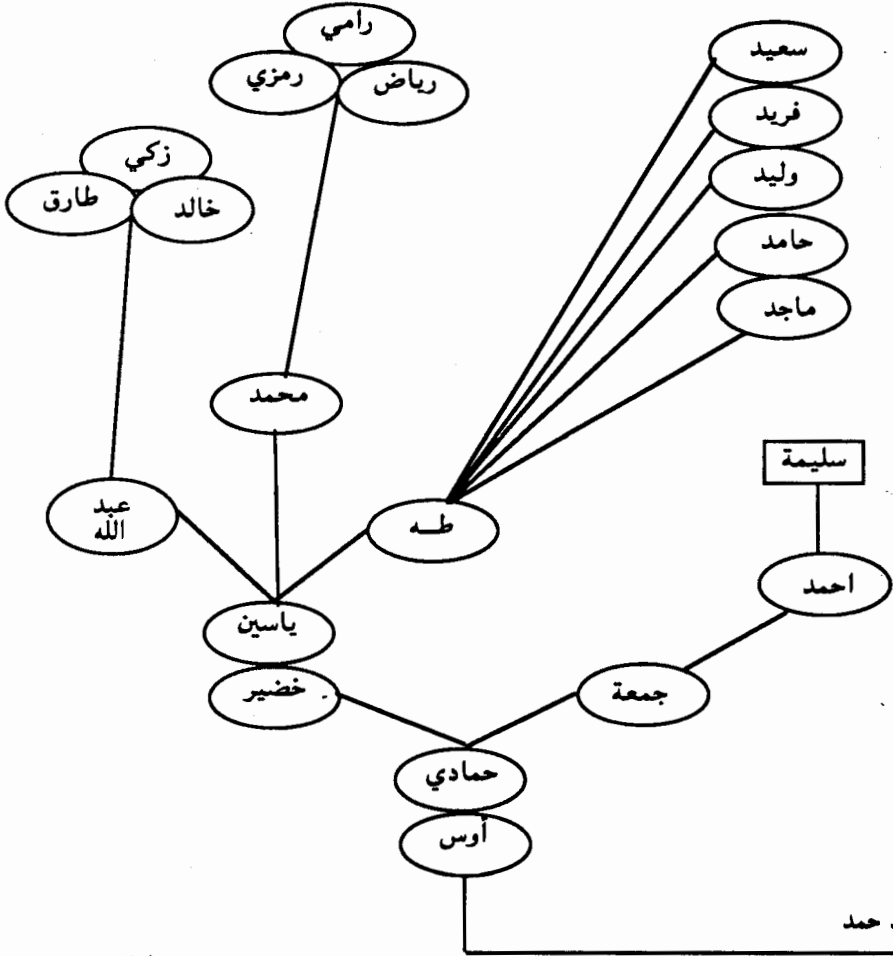 رامي
رمزي
رياض
سعيد
فريد
وليد
حامد
ماجد
زكي
طارق
خالد
محمد
سليمة
عبد
الله
طـــه
احمد
ياسين
خضير
جمعة
حمادي
أوس
حمد